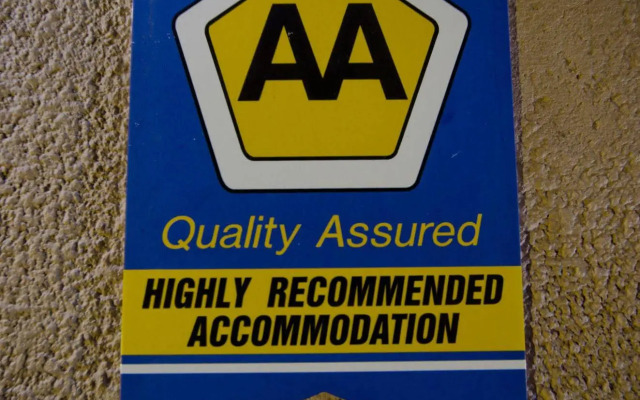 AA
Quality Assured
HIGHLY RECOMMENDED
ACCOMMODATION